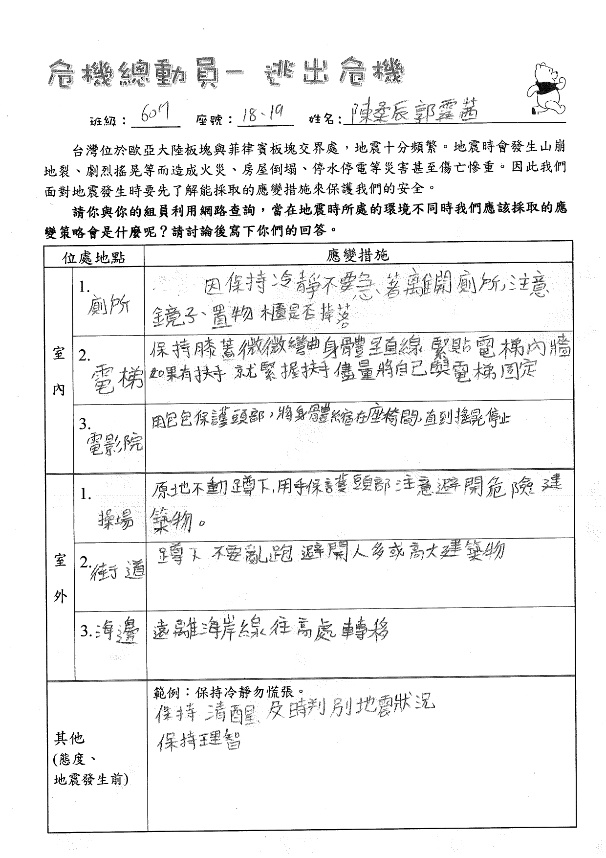 危機總動員－逃出危機
班級：607 座號：18-19 姓名：陳柔辰 郭霏茜
台灣位於歐亞大陸板塊與菲律賓板塊交界處，地震十分頻繁。地震時會發生山崩
地裂、劇烈搖晃等而造成火災、房屋倒塌、停水停電等災害甚至傷亡慘重。因此我們
面對地震發生時要先了解能採取的應變措施來保護我們的安全。
請你與你的組員利用網路查詢，當在地震時所處的環境不同時我們應該採取的應
變策略會是什麼呢？請討論後寫下你們的回答。
位處地點 應變措施
室內
1. 廁所
因保持冷靜不要急著離開廁所，注意
鏡子、置物櫃是否掉落
2. 電梯
保持膝蓋微微彎曲身體呈直線 緊貼電梯內牆
如果有扶手 就緊握扶手 儘量將自己與電梯固定
3. 電影院
用包包保護頭部，將身體縮在座椅間，直到搖晃停止
室外
1. 操場
原地不動蹲下，用手保護頭部 注意避開危險建
築物。
2. 街道
蹲下 不要亂跑 避開人多或高大建築物
3. 海邊
遠離海岸線往高處轉移
其他
(態度、
地震發生前)
範例：保持冷靜勿慌張。
保持清醒 及時判別地震狀況
保持理智